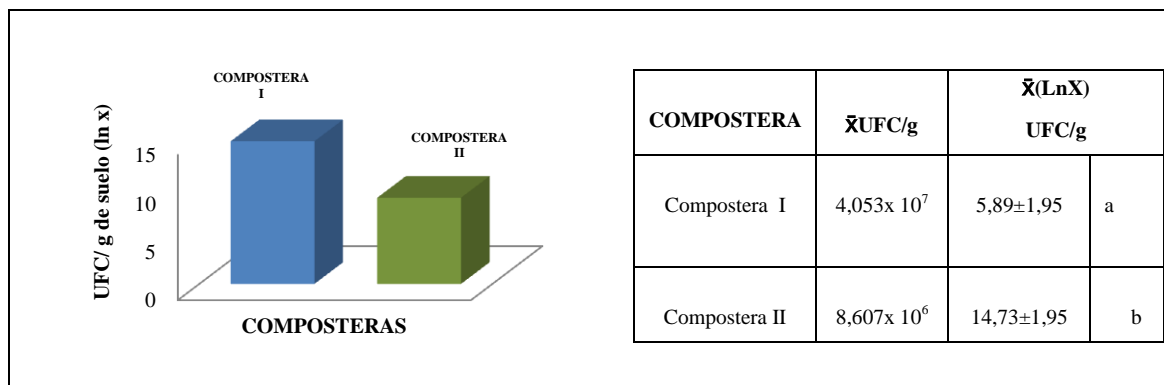 COMPOSTERA
I
COMPOSTERA
II
UFC/ g de suelo (ln x)
15
10
5
0
COMPOSTERAS
COMPOSTERA X̄UFC/g X̄(LnX) UFC/g
Compostera I 4,053x 10⁷ 5,89±1,95 a
Compostera II 8,607x 10⁶ 14,73±1,95 b